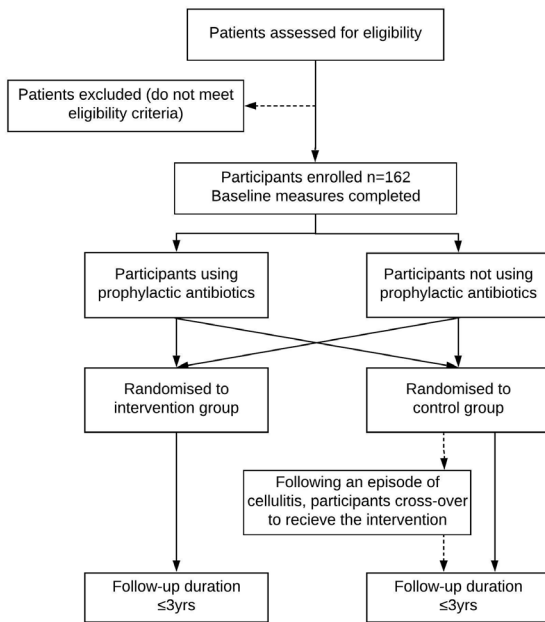 Patients assessed for eligibility
Patients excluded (do not meet
eligibility criteria)
Participants enrolled n=162
Baseline measures completed
Participants using
prophylactic antibiotics
Participants not using
prophylactic antibiotics
Randomised to
intervention group
Randomised to
control group
Following an episode of
cellulitis, participants cross-over
to recieve the intervention
Follow-up duration
≤3yrs
Follow-up duration
≤3yrs